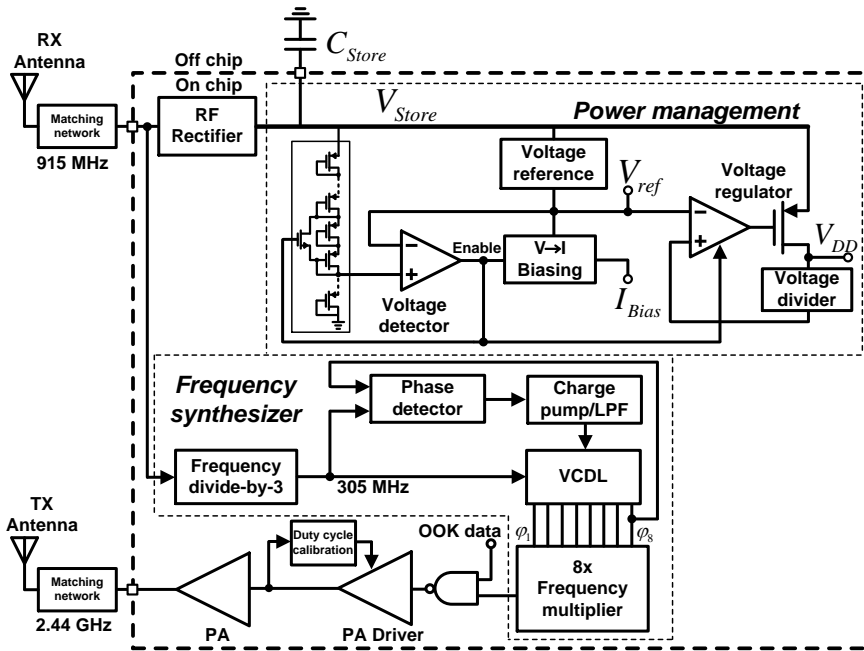 RX
Antenna
Matching
network
915 MHz
Off chip
On chip
C_Store
RF
Rectifier
V_Store
Power management
Voltage
reference
V_ref
Voltage
regulator
V_DD
Voltage
divider
−
+
Voltage
detector
Enable
V→I
Biasing
I_Bias
−
+
Frequency
synthesizer
Phase
detector
Charge
pump/LPF
Frequency
divide-by-3
305 MHz
VCDL
φ1
φ8
8x
Frequency
multiplier
TX
Antenna
Matching
network
2.44 GHz
Duty cycle
calibration
OOK data
PA
PA Driver